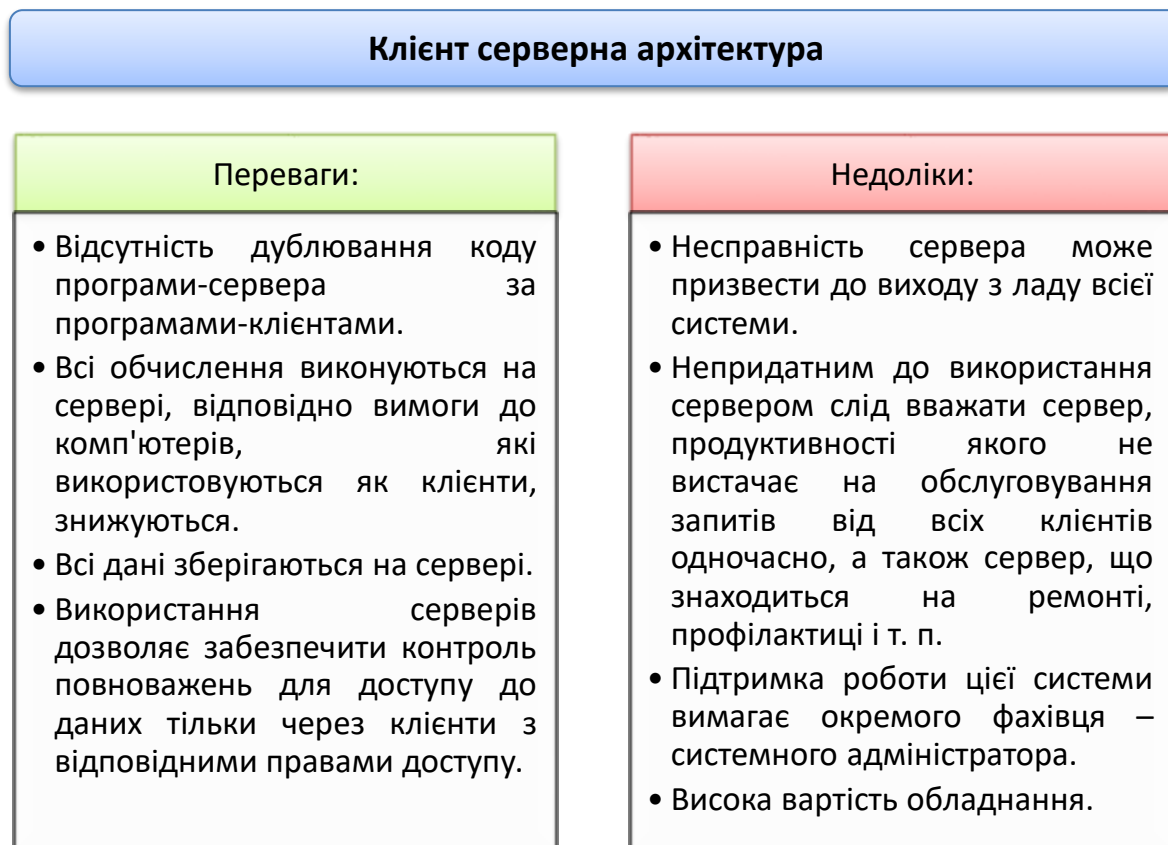 Клієнт серверна архітектура
Переваги:
• Відсутність дублювання коду
програми-сервера за
програмами-клієнтами.
• Всі обчислення виконуються на
сервері, відповідно вимоги до
комп'ютерів, які
використовуються як клієнти,
знижуються.
• Всі дані зберігаються на сервері.
• Використання серверів
дозволяє забезпечити контроль
повноважень для доступу до
даних тільки через клієнти з
відповідними правами доступу.
Недоліки:
• Несправність сервера може
призвести до виходу з ладу всієї
системи.
• Непридатним до використання
сервером слід вважати сервер,
продуктивності якого не
вистачає на обслуговування
запитів від всіх клієнтів
одночасно, а також сервер, що
знаходиться на ремонті,
профілактиці і т. п.
• Підтримка роботи цієї системи
вимагає окремого фахівця –
системного адміністратора.
• Висока вартість обладнання.